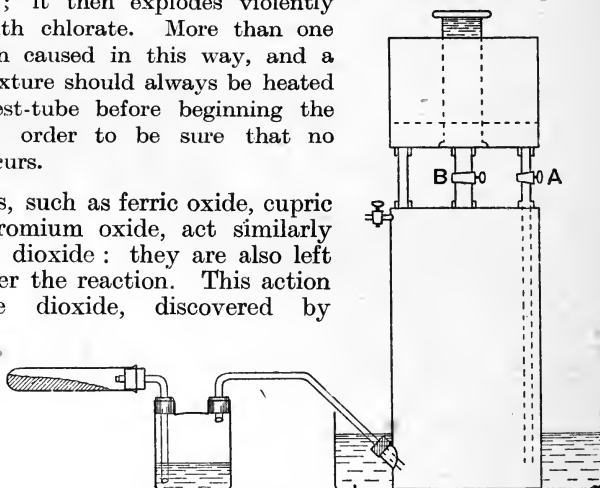 ; it then explodes violently
th chlorate. More than one
n caused in this way, and a
xture should always be heated
est-tube before beginning the
order to be sure that no
curs.
s, such as ferric oxide, cupric
romium oxide, act similarly
dioxide : they are also left
er the reaction. This action
e dioxide, discovered by
B
A